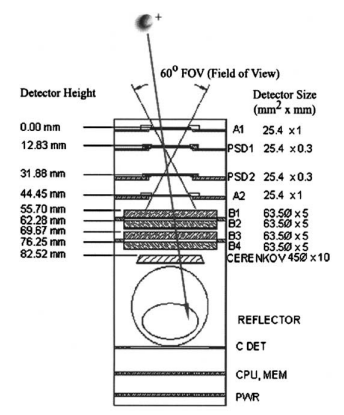 +
60° FOV (Field of View)
Detector Height
Detector Size
(mm² x mm)
0.00 mm A1 25.4 x1
12.83 mm PSD1 25.4 x0.3
31.88 mm PSD2 25.4 x0.3
44.45 mm A2 25.4 x1
55.70 mm B1 63.5Ø x5
62.28 mm B2 63.5Ø x5
69.67 mm B3 63.5Ø x5
76.25 mm B4 63.5Ø x5
82.52 mm CERENKOV 45Ø x10
REFLECTOR
C DET
CPU, MEM
PWR